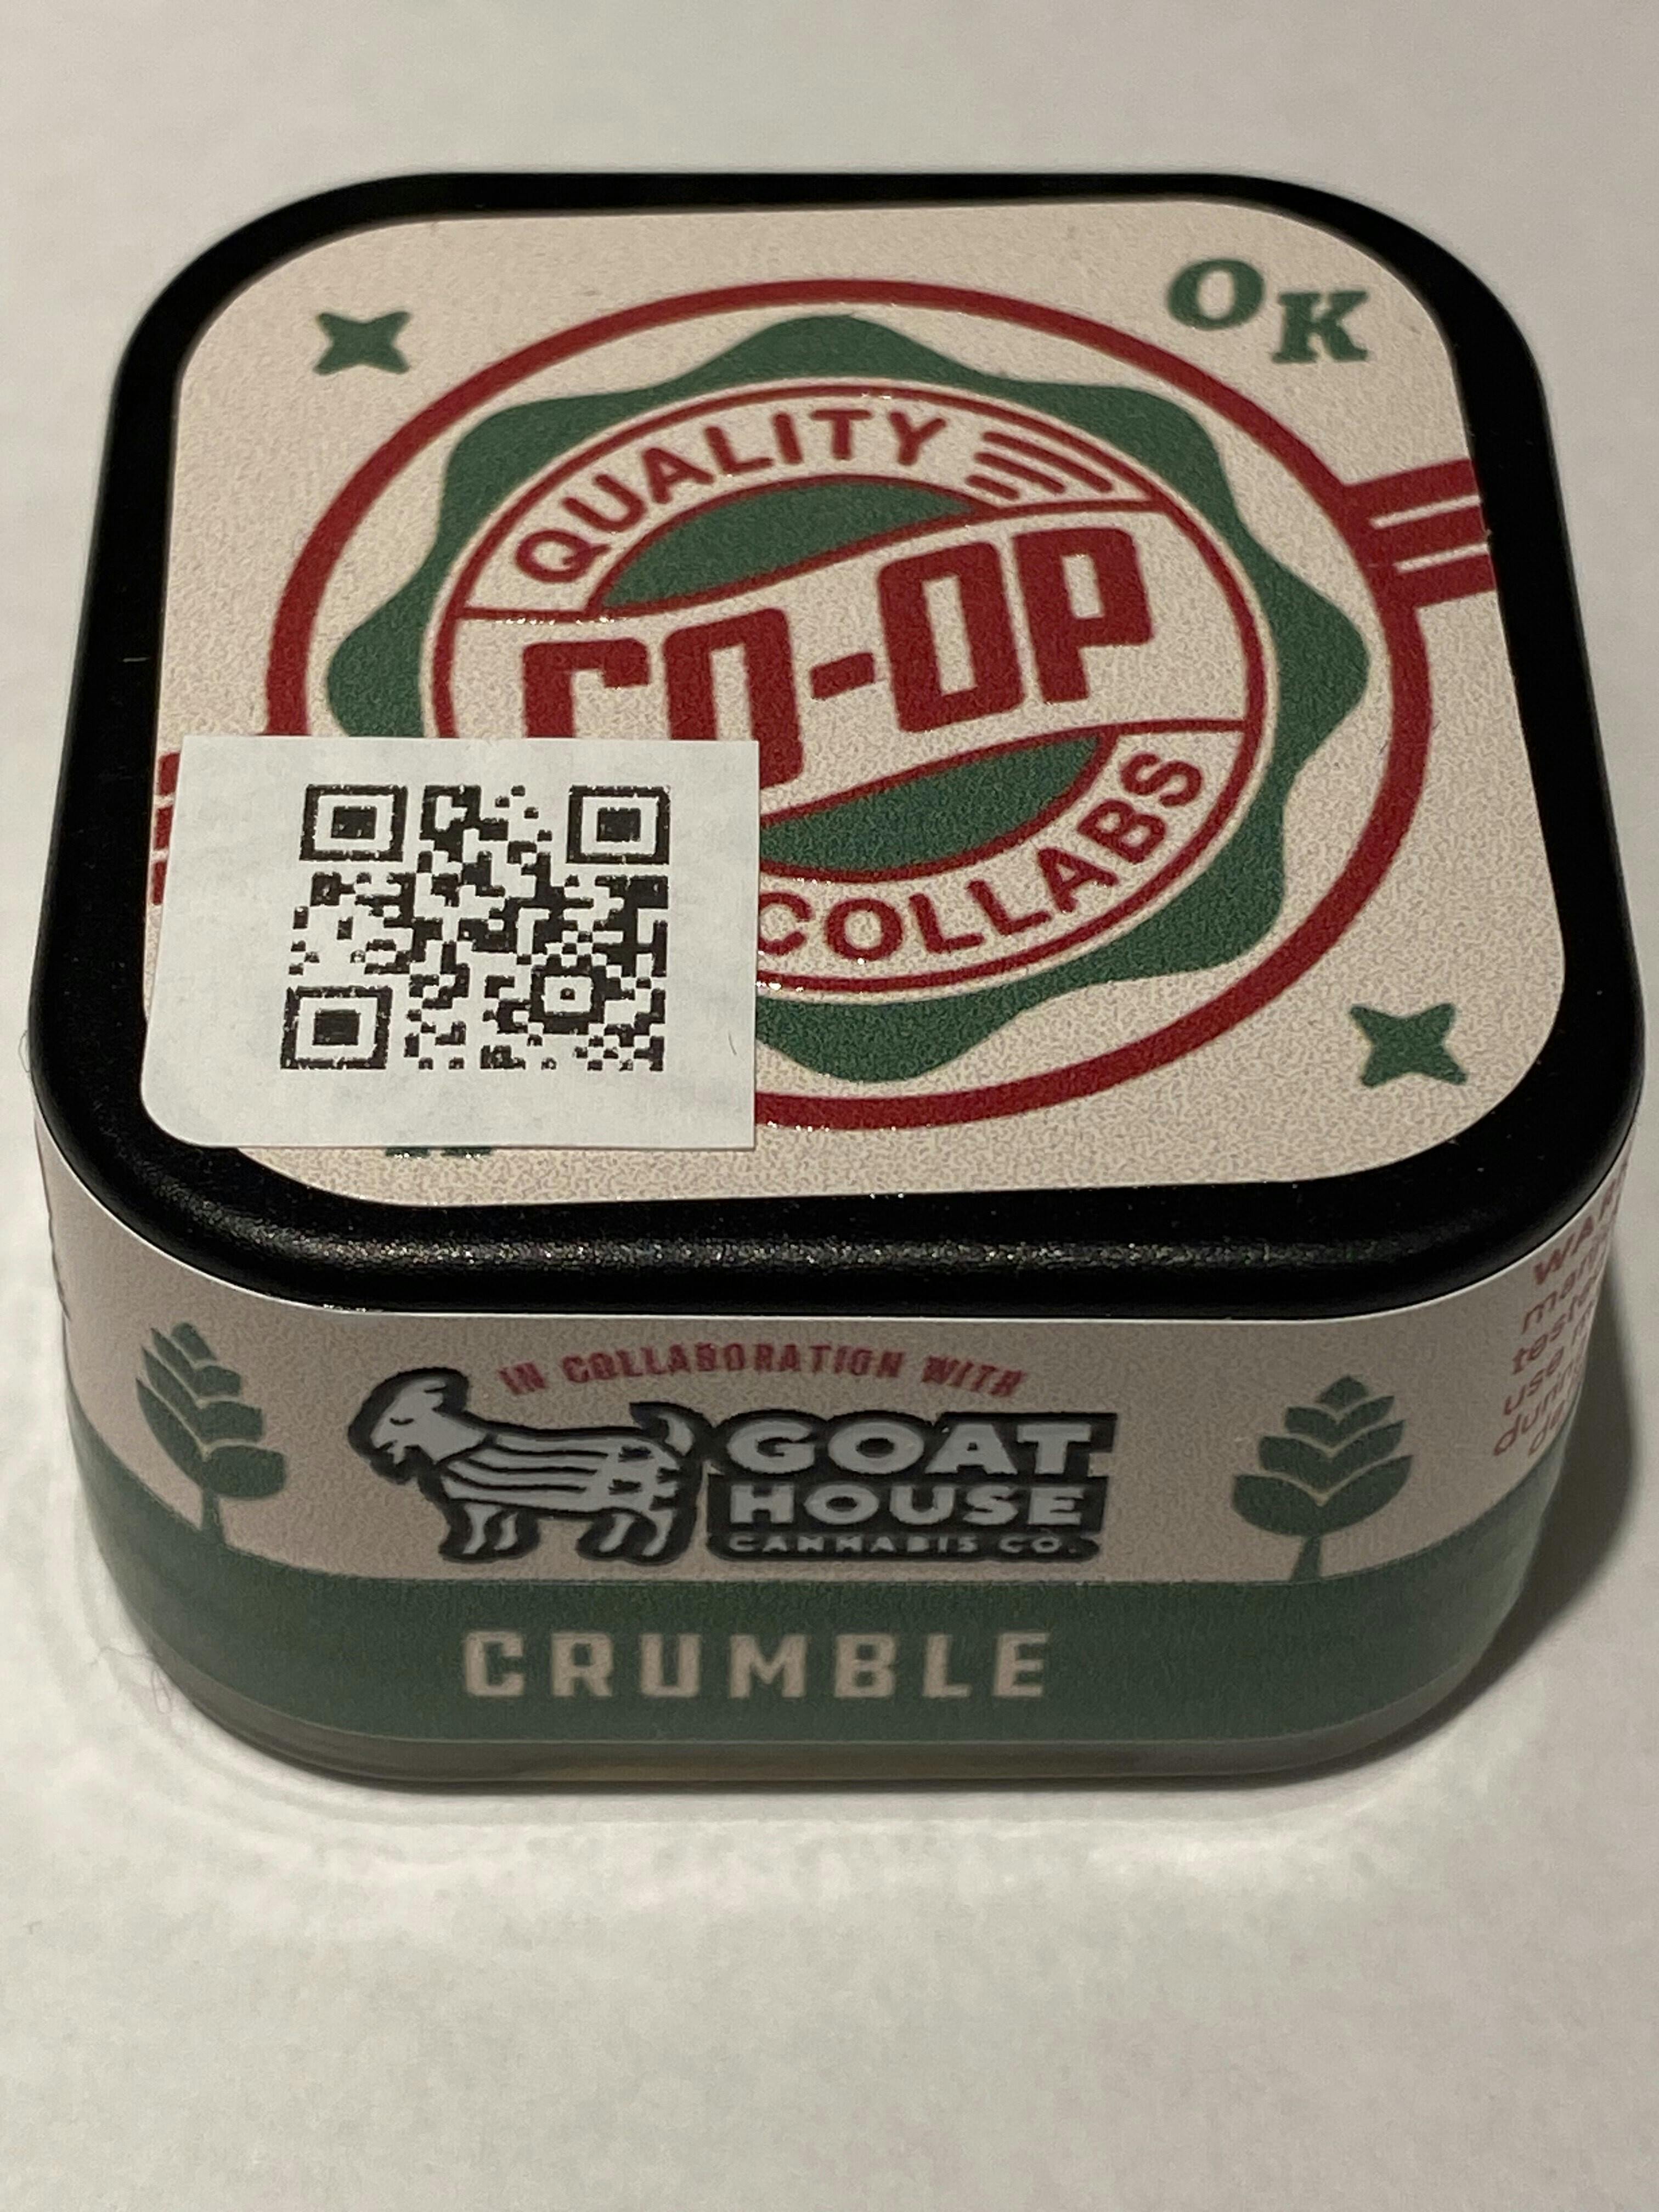 OK
QUALITY
CO-OP
COLLABS
IN COLLABORATION WITH
GOAT
HOUSE
CANNABIS CO.
CRUMBLE